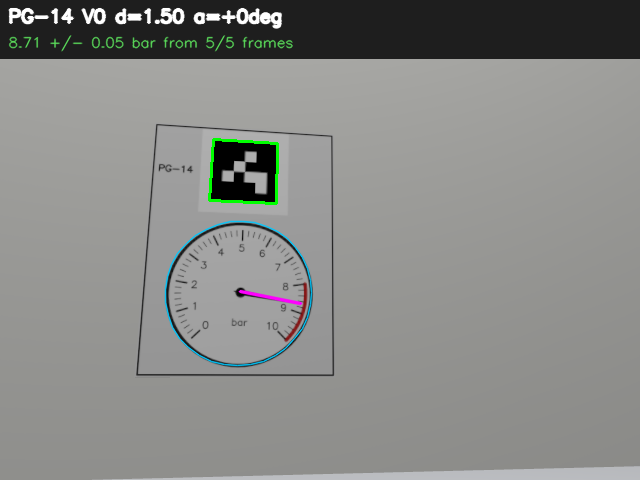 PG-14 V0 d=1.50 a=+0deg
8.71 +/- 0.05 bar from 5/5 frames
PG-14
0 1 2 3 4 5 6 7 8 9 10
bar